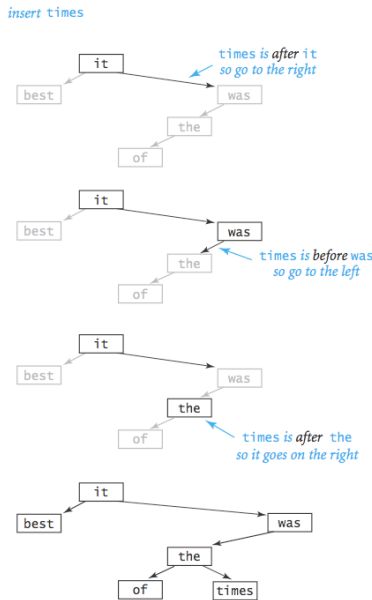 insert times
it
times is after it
so go to the right
best
was
the
of
it
best
was
the
times is before was
so go to the left
of
it
best
was
the
of
times is after the
so it goes on the right
it
best
was
the
of
times